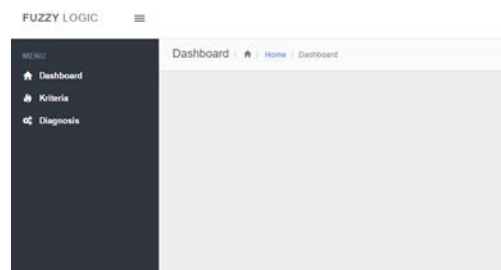 FUZZY LOGIC
Dashboard / Home / Dashboard
MENU
Dashboard
Kriteria
Diagnosis